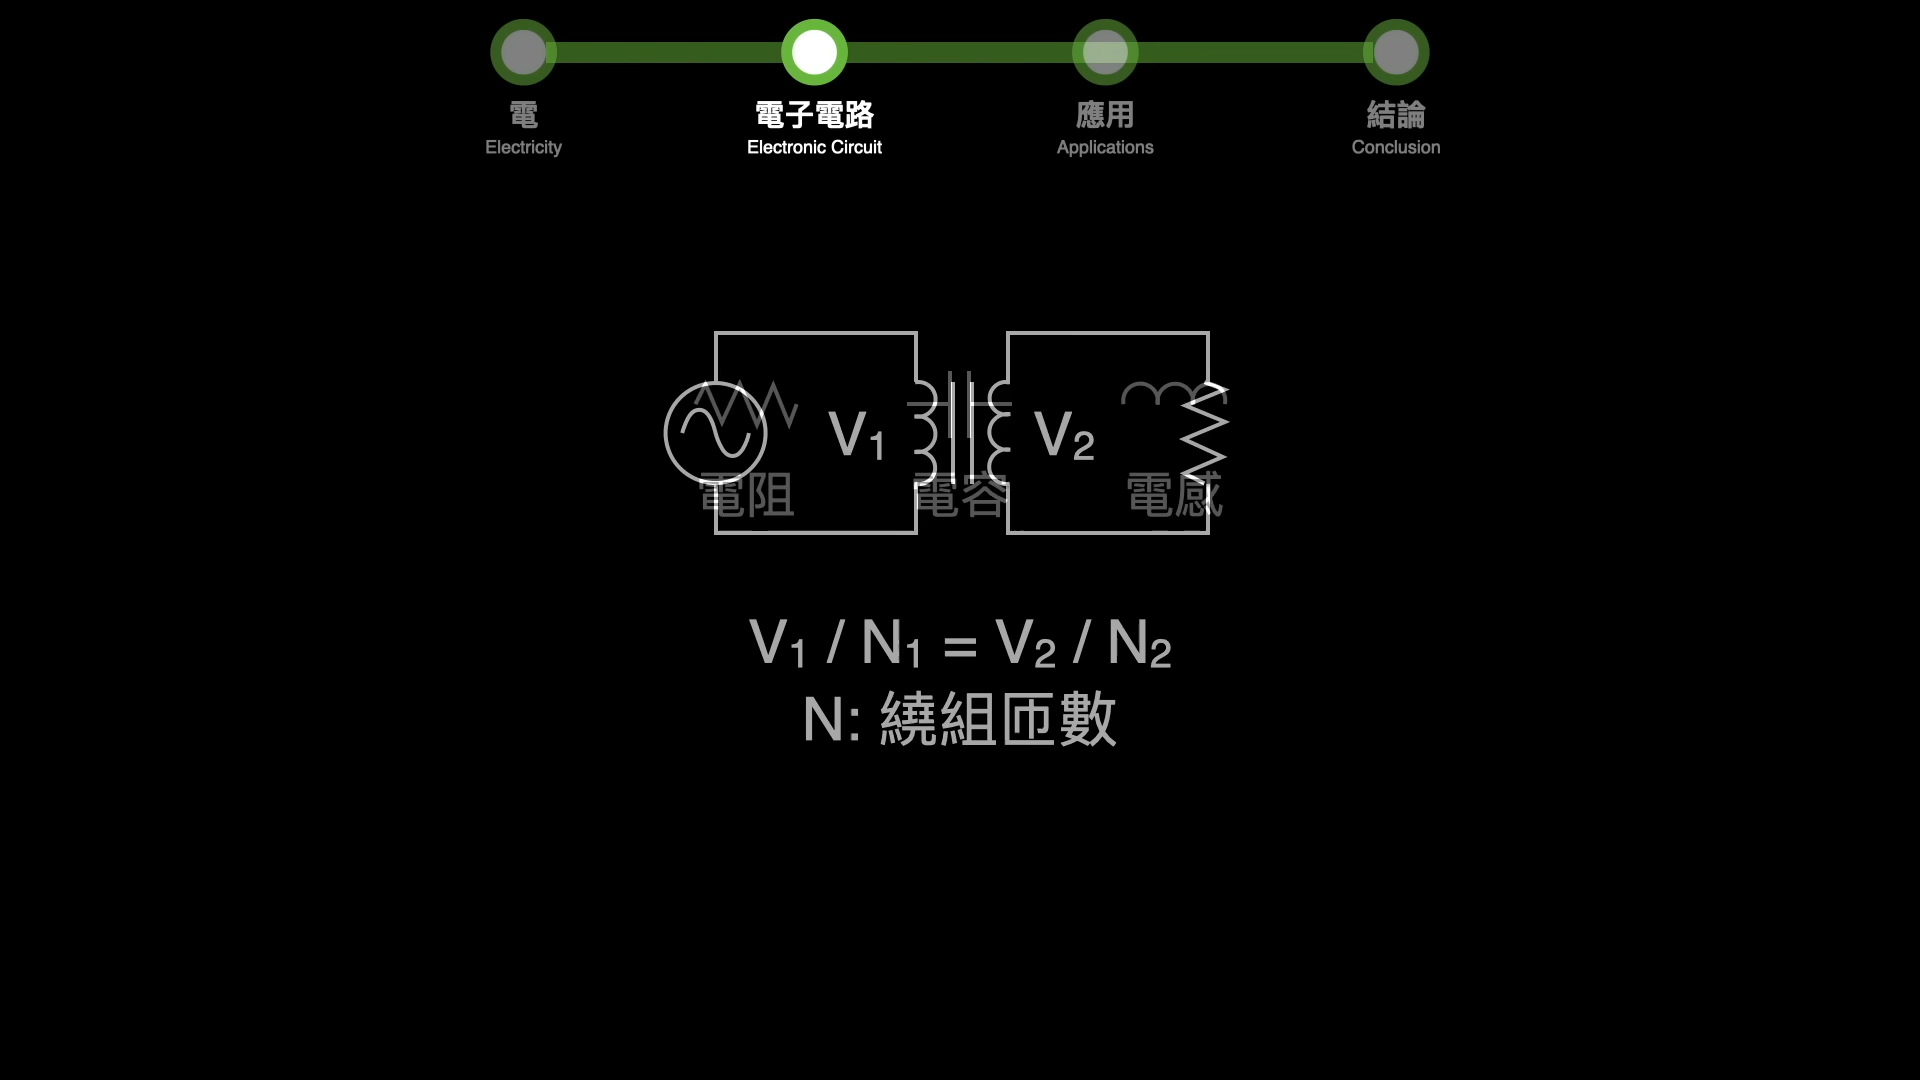 電
Electricity
電子電路
Electronic Circuit
應用
Applications
結論
Conclusion
V₁ V₂
電阻 電容 電感
V₁ / N₁ = V₂ / N₂
N: 繞組匝數